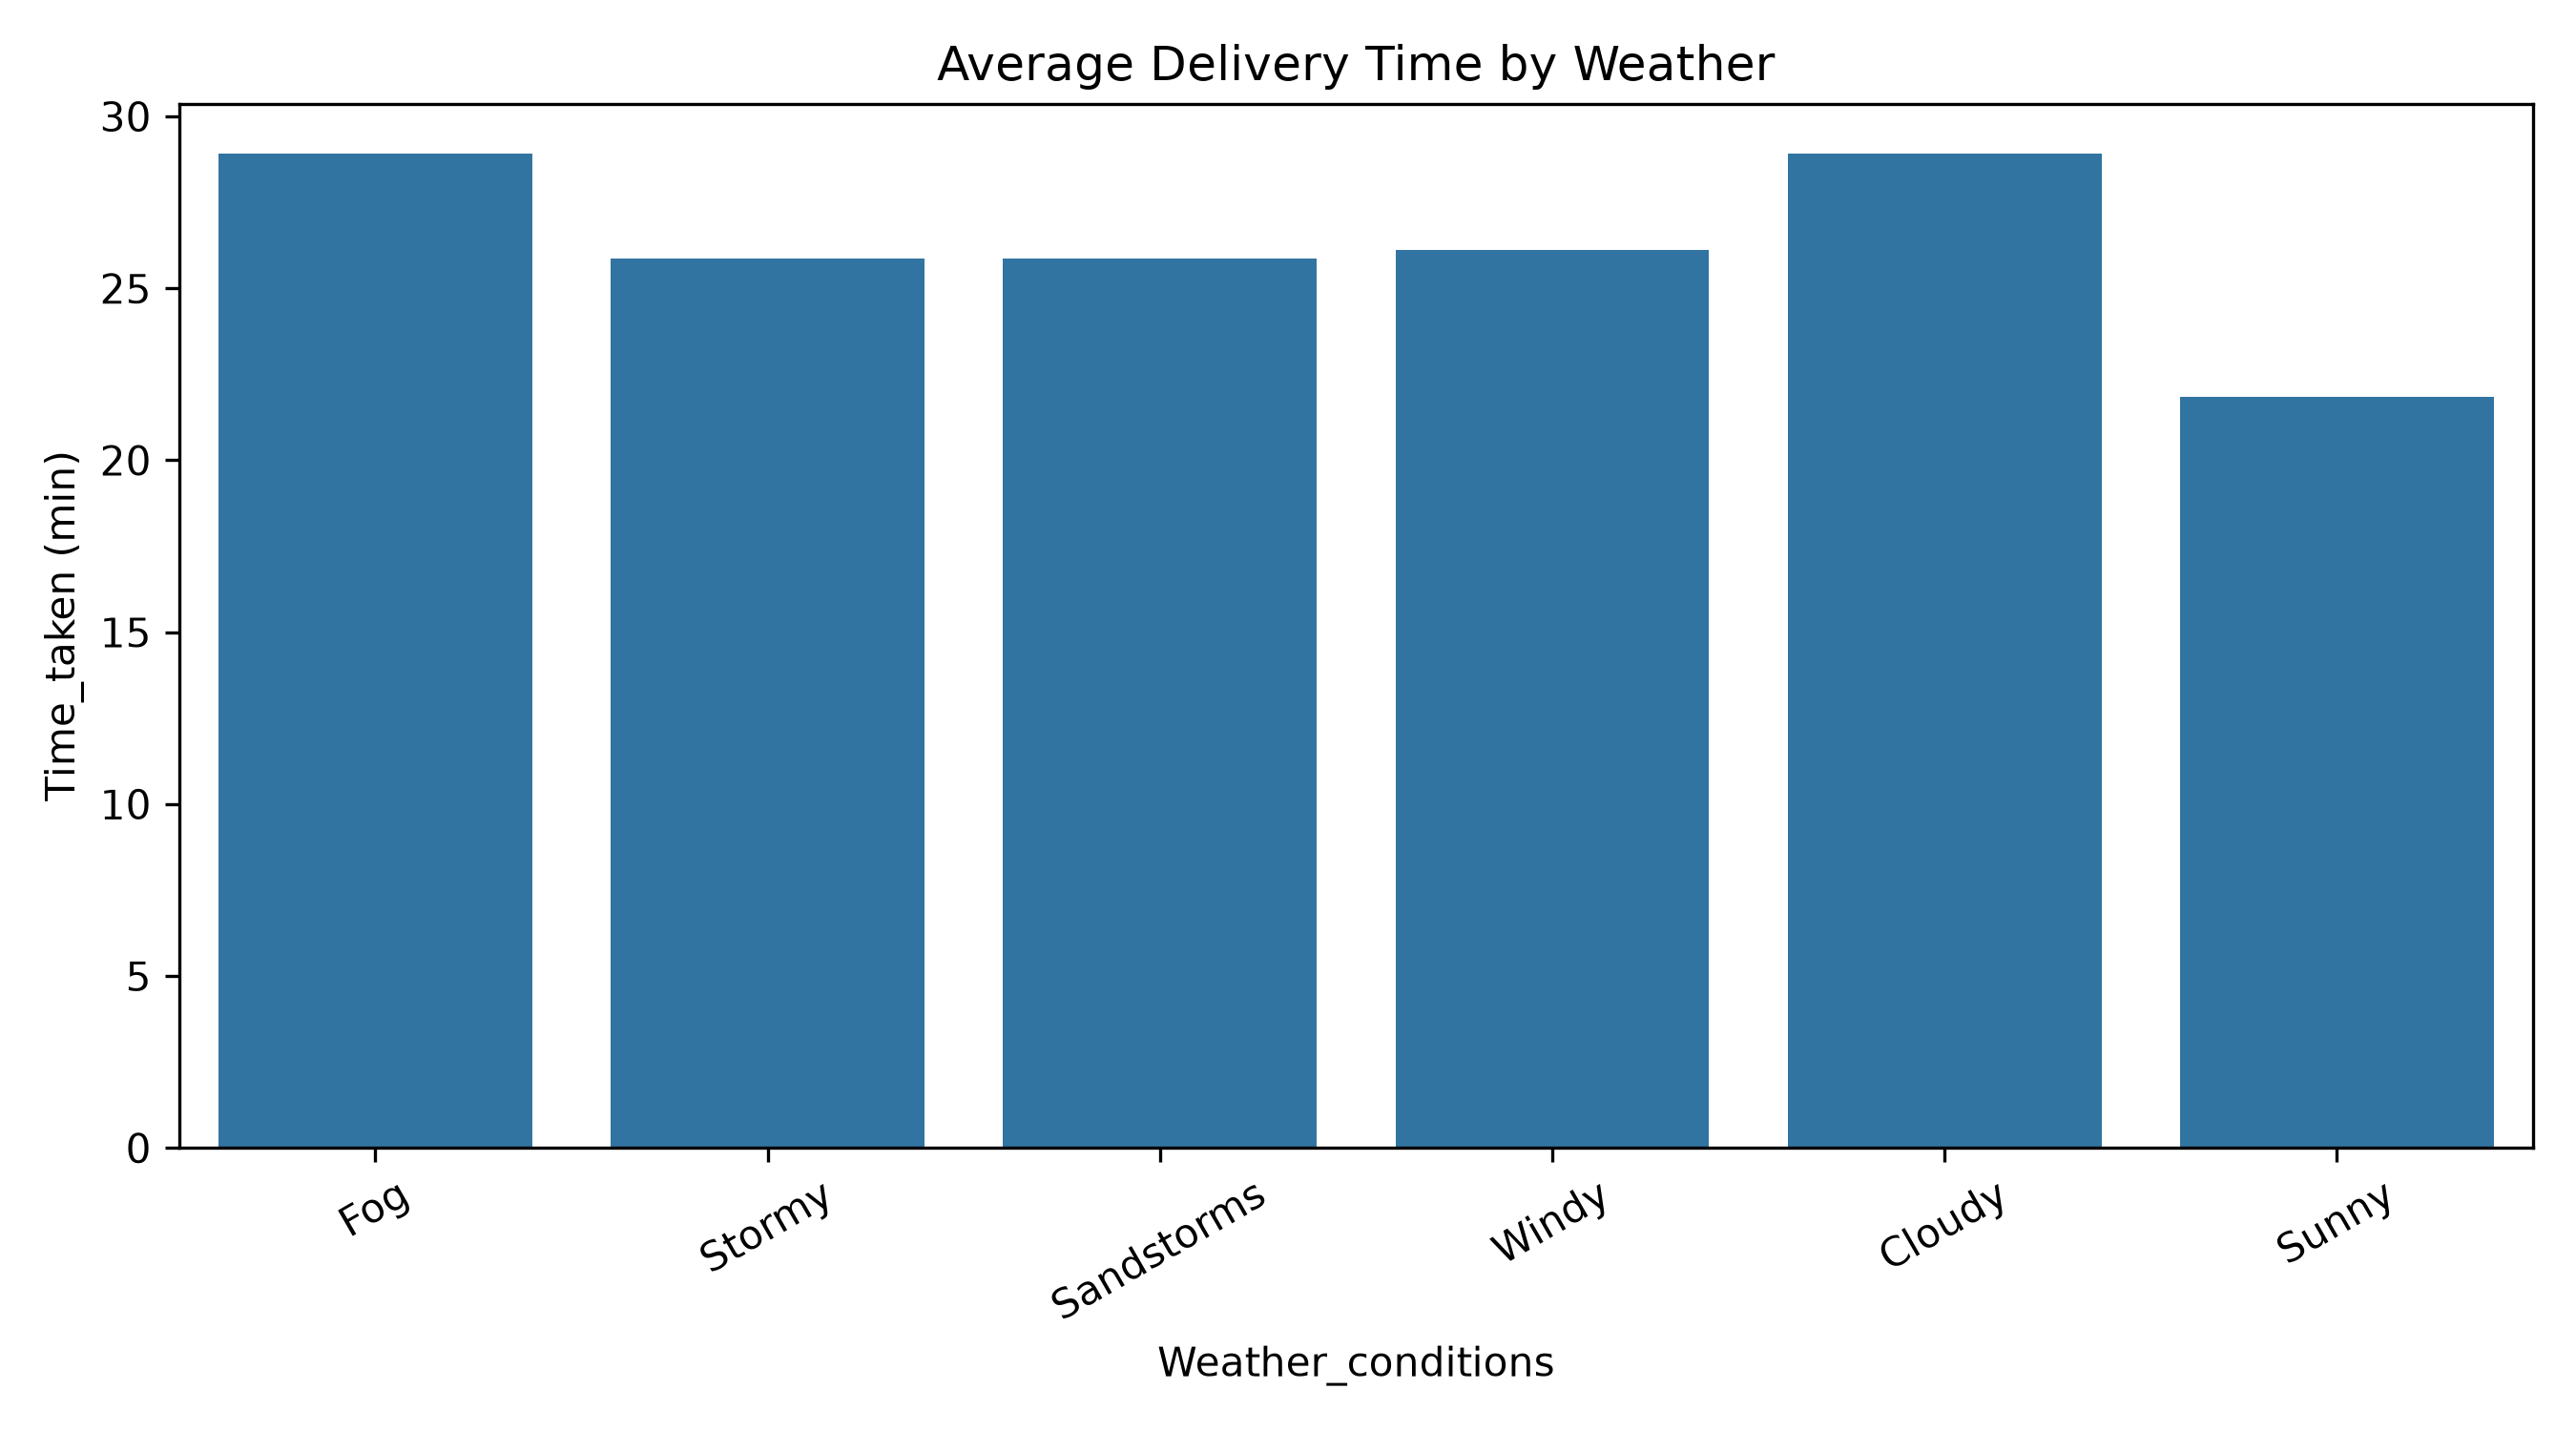 Average Delivery Time by Weather
30
25
20
15
10
5
0
Time_taken (min)
Fog
Stormy
Sandstorms
Windy
Cloudy
Sunny
Weather_conditions